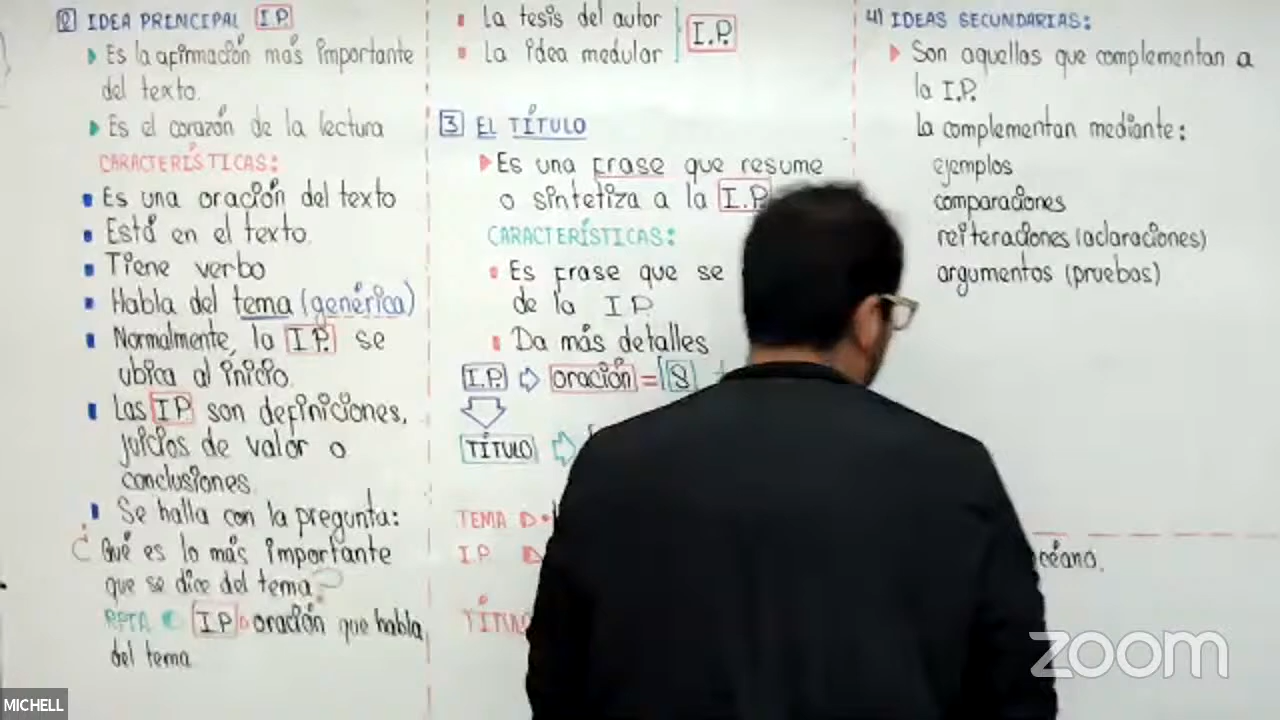 2 IDEA PRINCIPAL I.P.
Es la afirmación más importante
del texto.
Es el corazón de la lectura
CARACTERÍSTICAS:
Es una oración del texto
Está en el texto.
Tiene verbo
Habla del tema (genérica)
Normalmente, la I.P. se
ubica al inicio.
Las I.P. son definiciones,
juicios de valor o
conclusiones.
Se halla con la pregunta:
¿Qué es lo más importante
que se dice del tema?
RPTA I.P. oración que habla
del tema
La tesis del autor
La idea medular
I.P.
3 EL TÍTULO
Es una frase que resume
o sintetiza a la I.P.
CARACTERÍSTICAS:
Es frase que se
de la I.P.
Da más detalles
I.P. ⇨ oración = S
TÍTULO
TEMA
I.P.
TÍTULO
4) IDEAS SECUNDARIAS:
Son aquellas que complementan a
la I.P.
La complementan mediante:
ejemplos
comparaciones
reiteraciones (aclaraciones)
argumentos (pruebas)
zoom
MICHELL